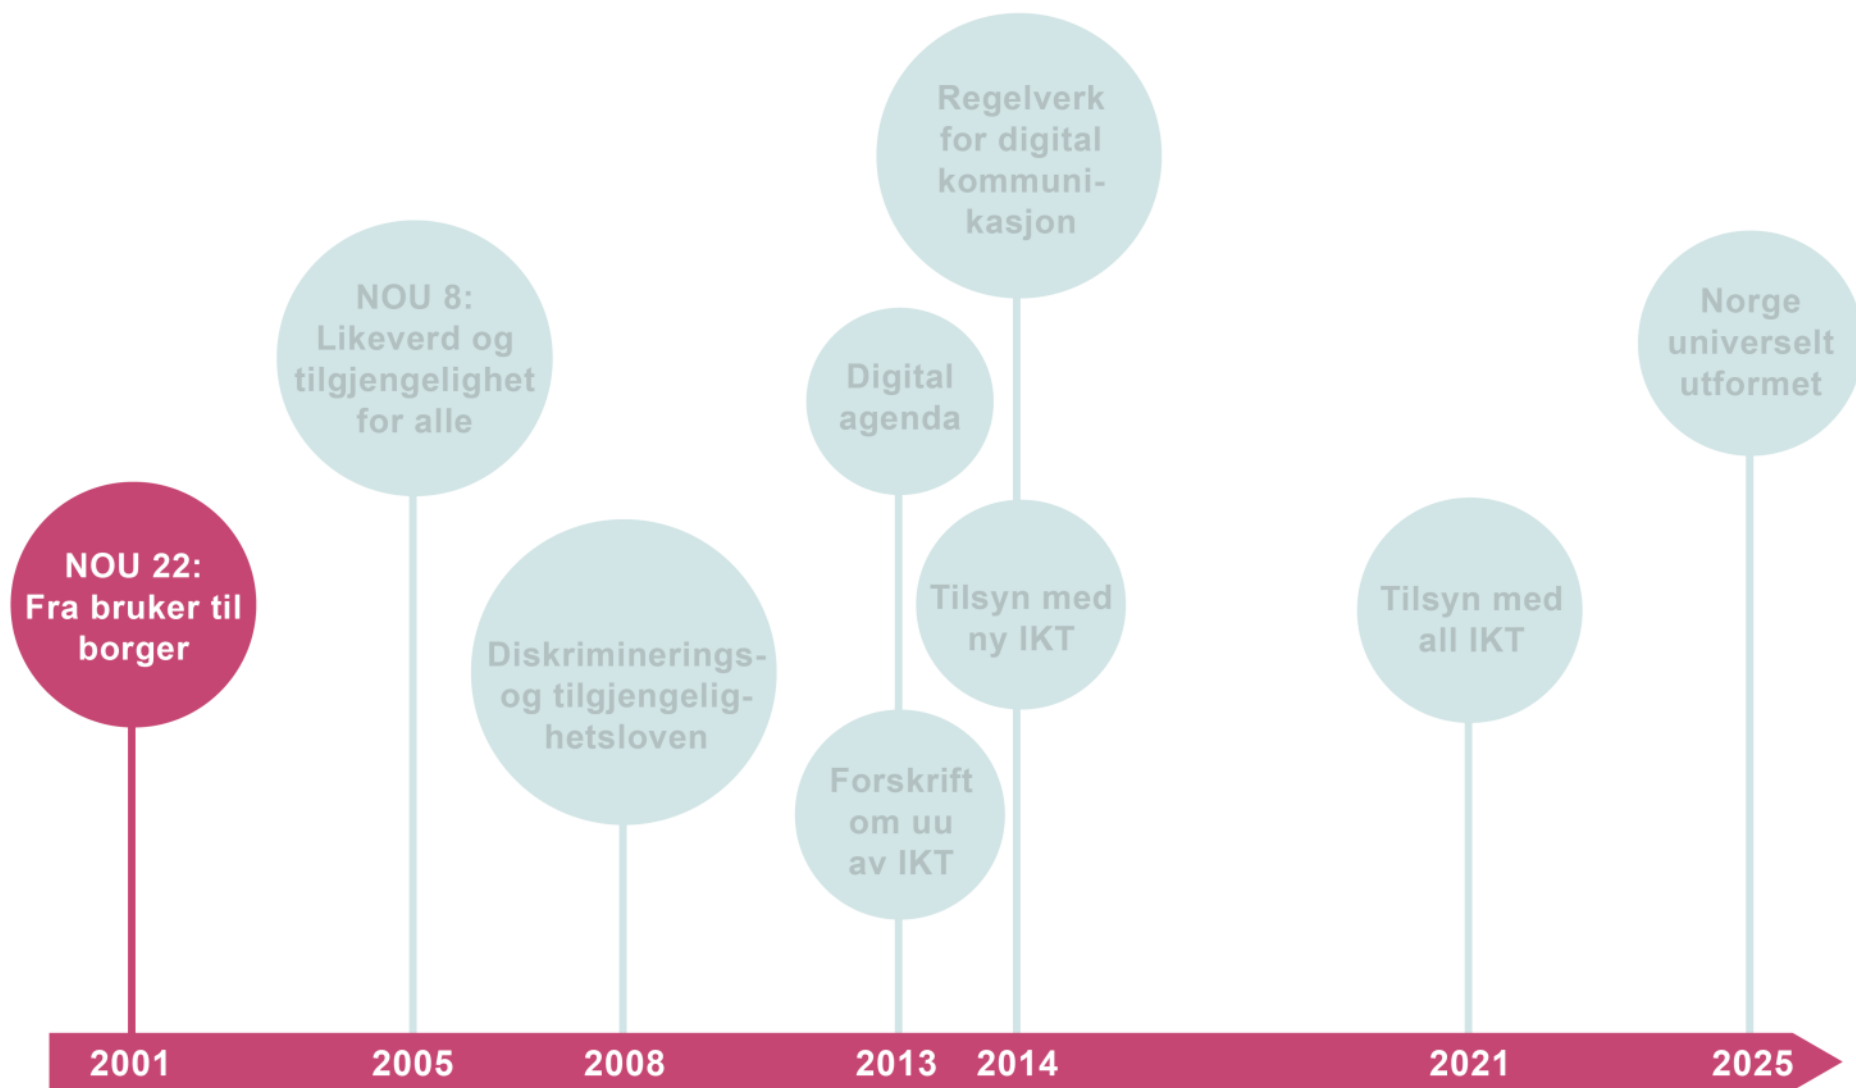 NOU 22:
Fra bruker til
borger
NOU 8:
Likeverd og
tilgjengelighet
for alle
Diskriminerings-
og tilgjengelig-
hetsloven
Digital
agenda
Forskrift
om uu
av IKT
Regelverk
for digital
kommuni-
kasjon
Tilsyn med
ny IKT
Tilsyn med
all IKT
Norge
universelt
utformet
2001
2005
2008
2013
2014
2021
2025